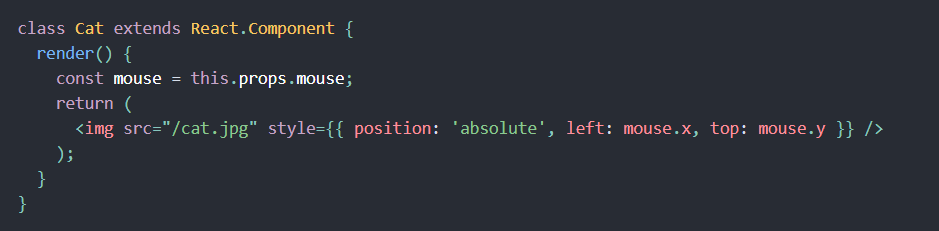 class Cat extends React.Component {
  render() {
    const mouse = this.props.mouse;
    return (
      <img src="/cat.jpg" style={{ position: 'absolute', left: mouse.x, top: mouse.y }} />
    );
  }
}